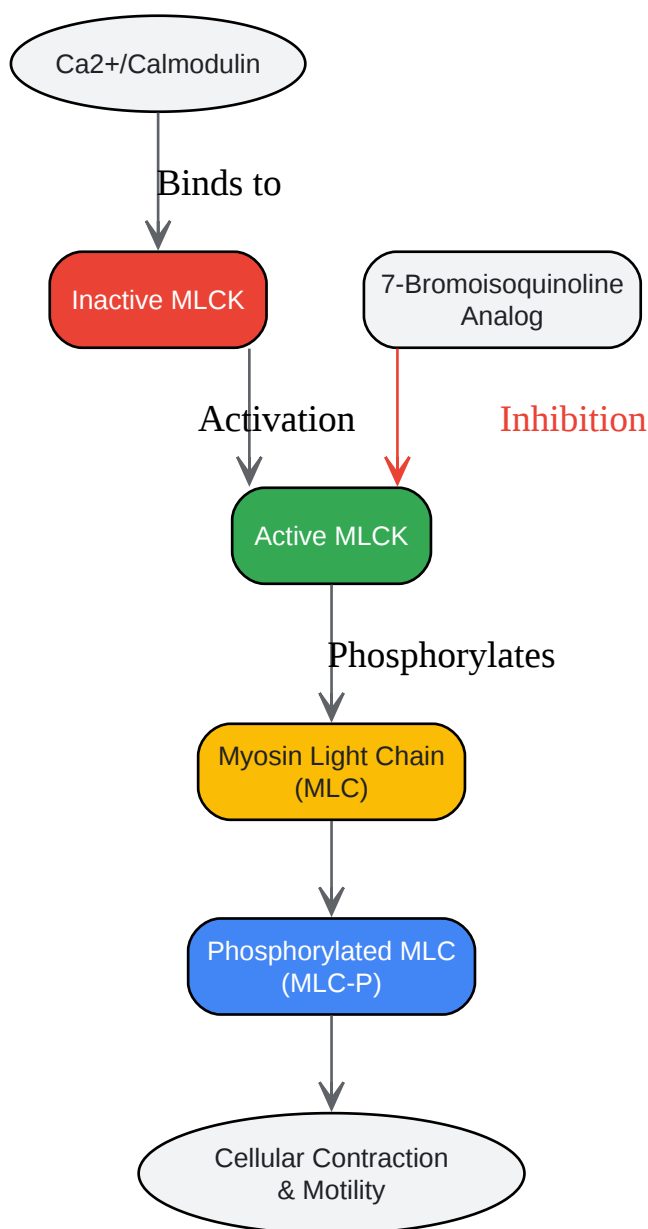 Ca2+/Calmodulin
Binds to
Inactive MLCK
7-Bromoisoquinoline
Analog
Activation
Inhibition
Active MLCK
Phosphorylates
Myosin Light Chain
(MLC)
Phosphorylated MLC
(MLC-P)
Cellular Contraction
& Motility